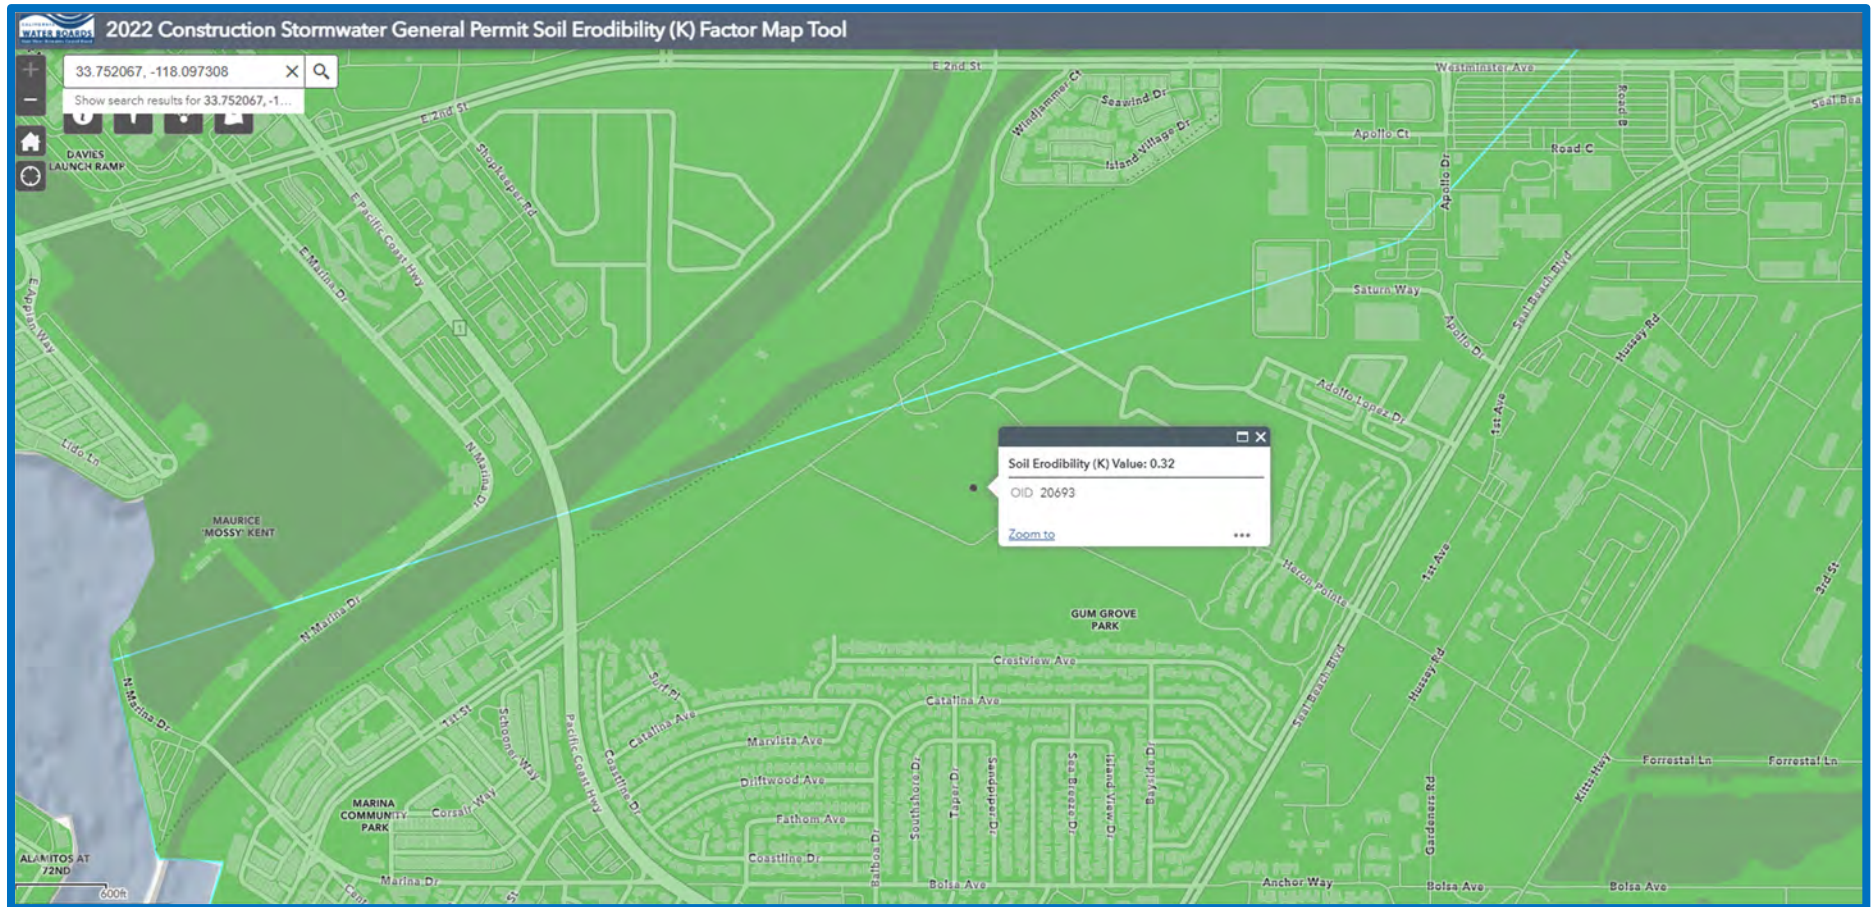 CALIFORNIA
WATER BOARDS
2022 Construction Stormwater General Permit Soil Erodibility (K) Factor Map Tool
33.752067, -118.097308
Show search results for 33.752067, -1...
E 2nd St
Westminster Ave
Windjammer Ct
Seawind Dr
Island Village Dr
Road B
Seal Bea
Apollo Ct
Road C
Apollo Dr
E 2nd St
DAVIES
LAUNCH RAMP
Shopkeeper Rd
E Pacific Coast Hwy
E Marina Dr
E Appian Way
1
Saturn Way
Apollo Dr
Seal Beach Blvd
Hussey Rd
Adolfo Lopez Dr
1st Ave
Lido Ln
N Marina Dr
Soil Erodibility (K) Value: 0.32
OID 20693
Zoom to
MAURICE
'MOSSY' KENT
Heron Pointe
1st Ave
3rd St
GUM GROVE
PARK
N Marina Dr
Crestview Ave
Surf Pl
Catalina Ave
Catalina Ave
Seal Beach Blvd
Hussey Rd
N Marina Dr
1st St
Schooner Way
Pacific Coast Hwy
Coastline Dr
Marvista Ave
Driftwood Ave
Southshore Dr
Taper Dr
Sandpiper Dr
Sea Breeze Dr
Island View Dr
Bayside Dr
Forrestal Ln
Forrestal Ln
Kitts Hwy
Gardeners Rd
MARINA
COMMUNITY
PARK
Corsair Way
Fathom Ave
Coastline Dr
Balboa Dr
ALAMITOS AT
72ND
600ft
Marina Dr
Cent
St
Bolsa Ave
Anchor Way
Bolsa Ave
Bolsa Ave